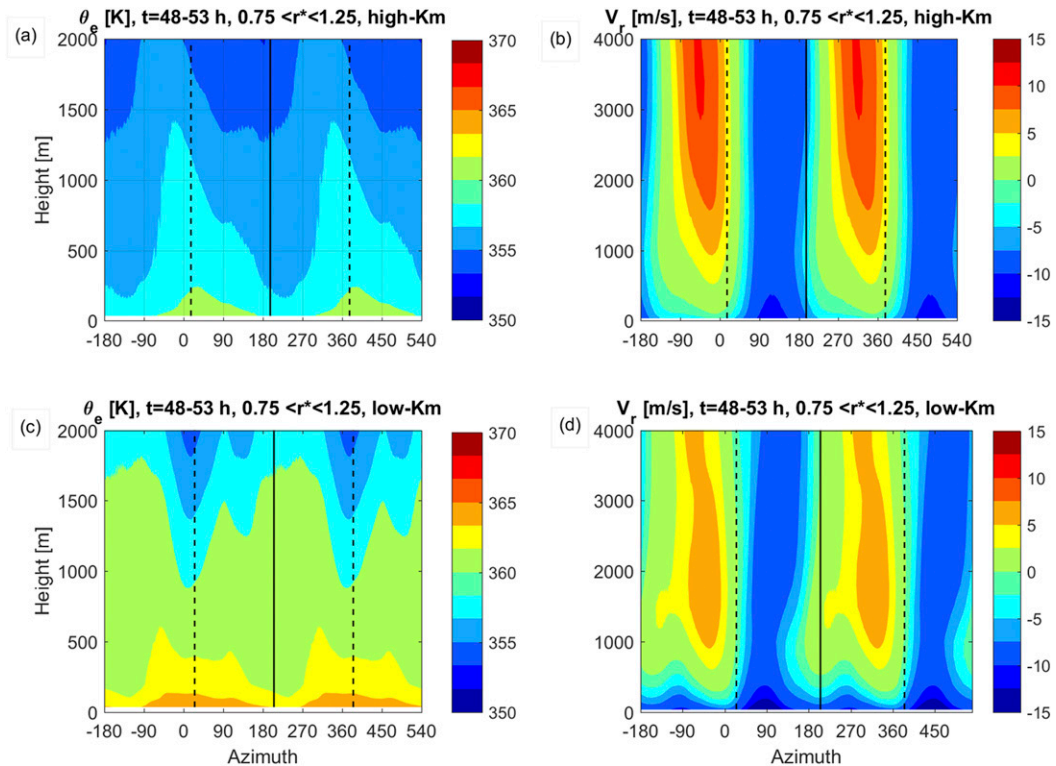 (a)
θe [K], t=48-53 h, 0.75 <r*<1.25, high-Km
2000
1500
1000
500
0
Height [m]
-180 -90 0 90 180 270 360 450 540
370
365
360
355
350
(b)
Vr [m/s], t=48-53 h, 0.75 <r*<1.25, high-Km
4000
3000
2000
1000
0
-180 -90 0 90 180 270 360 450 540
15
10
5
0
-5
-10
-15
(c)
θe [K], t=48-53 h, 0.75 <r*<1.25, low-Km
2000
1500
1000
500
0
Height [m]
-180 -90 0 90 180 270 360 450 540
Azimuth
370
365
360
355
350
(d)
Vr [m/s], t=48-53 h, 0.75 <r*<1.25, low-Km
4000
3000
2000
1000
0
-180 -90 0 90 180 270 360 450
Azimuth
15
10
5
0
-5
-10
-15